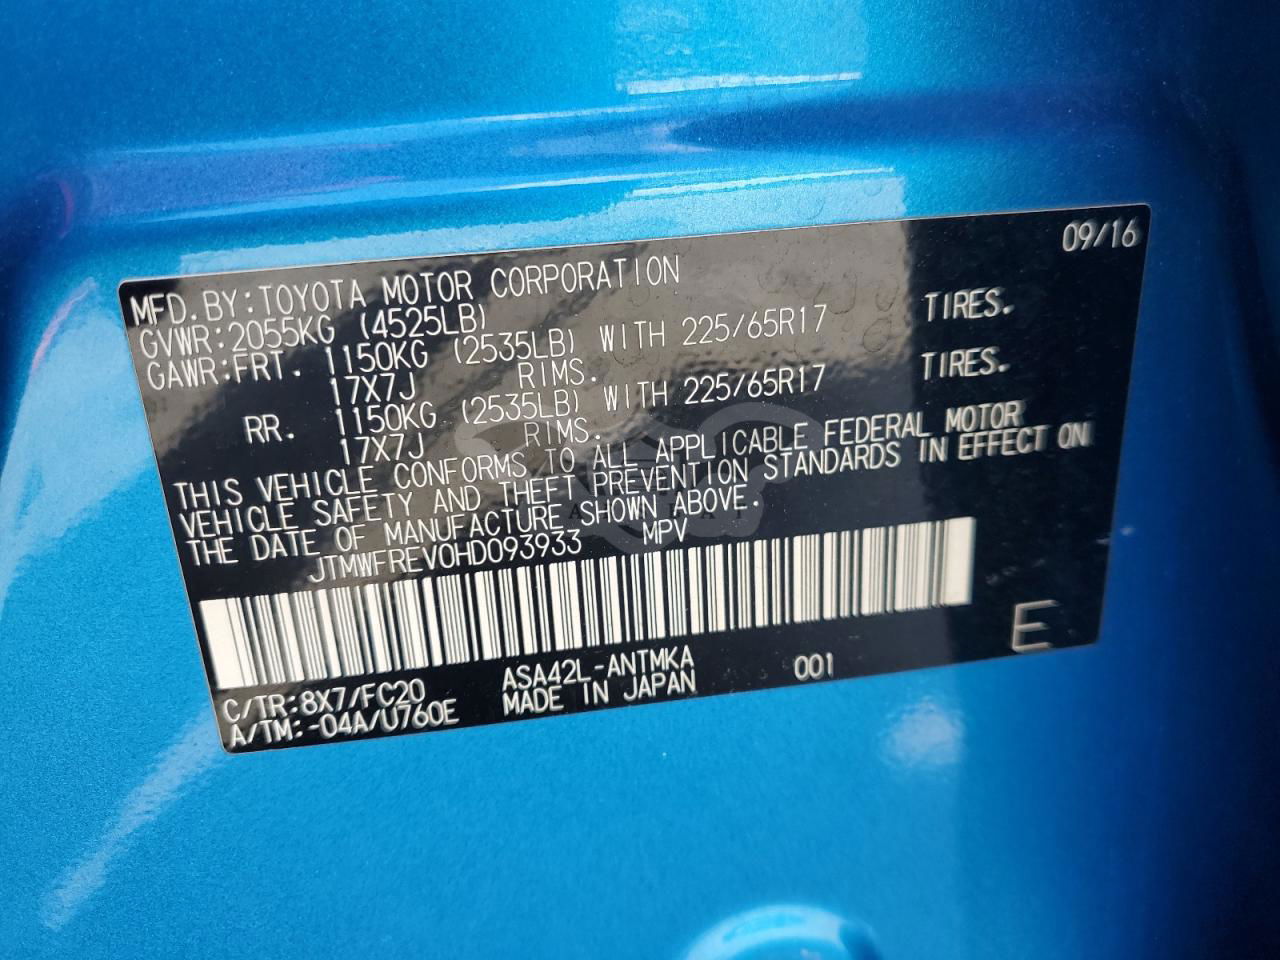 09/16
MFD. BY: TOYOTA MOTOR CORPORATION
GVWR: 2055KG (4525LB)
GAWR: FRT. 1150KG (2535LB) WITH 225/65R17 TIRES.
17X7J RIMS.
RR. 1150KG (2535LB) WITH 225/65R17 TIRES.
17X7J RIMS.
THIS VEHICLE CONFORMS TO ALL APPLICABLE FEDERAL MOTOR
VEHICLE SAFETY AND THEFT PREVENTION STANDARDS IN EFFECT ON
THE DATE OF MANUFACTURE SHOWN ABOVE.
JTMWFREV0HD093933 MPV
E
C/TR: 8X7/FC20 ASA42L-ANTMKA 001
A/TM: -04A/U760E MADE IN JAPAN